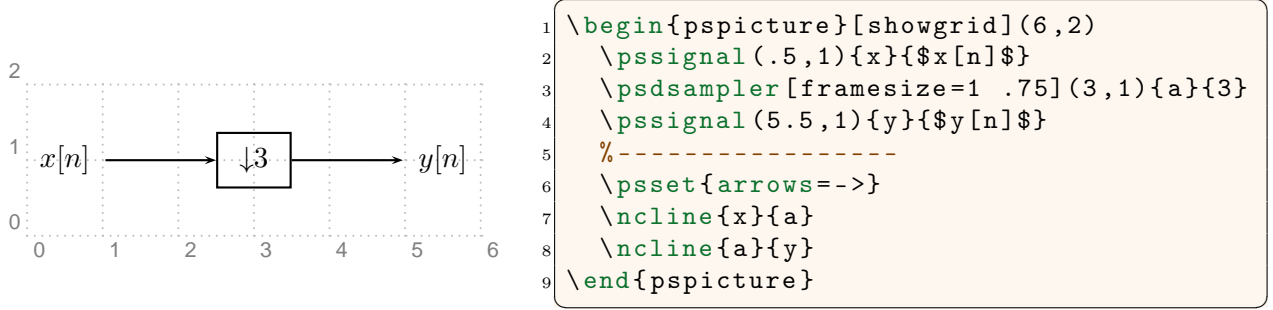 2
1
0
x[n]
↓3
y[n]
0 1 2 3 4 5 6
1 \begin{pspicture}[showgrid](6,2)
2   \pssignal(.5,1){x}{$x[n]$}
3   \psdsampler[framesize=1 .75](3,1){a}{3}
4   \pssignal(5.5,1){y}{$y[n]$}
5   %-----------------
6   \psset{arrows=->}
7   \ncline{x}{a}
8   \ncline{a}{y}
9 \end{pspicture}